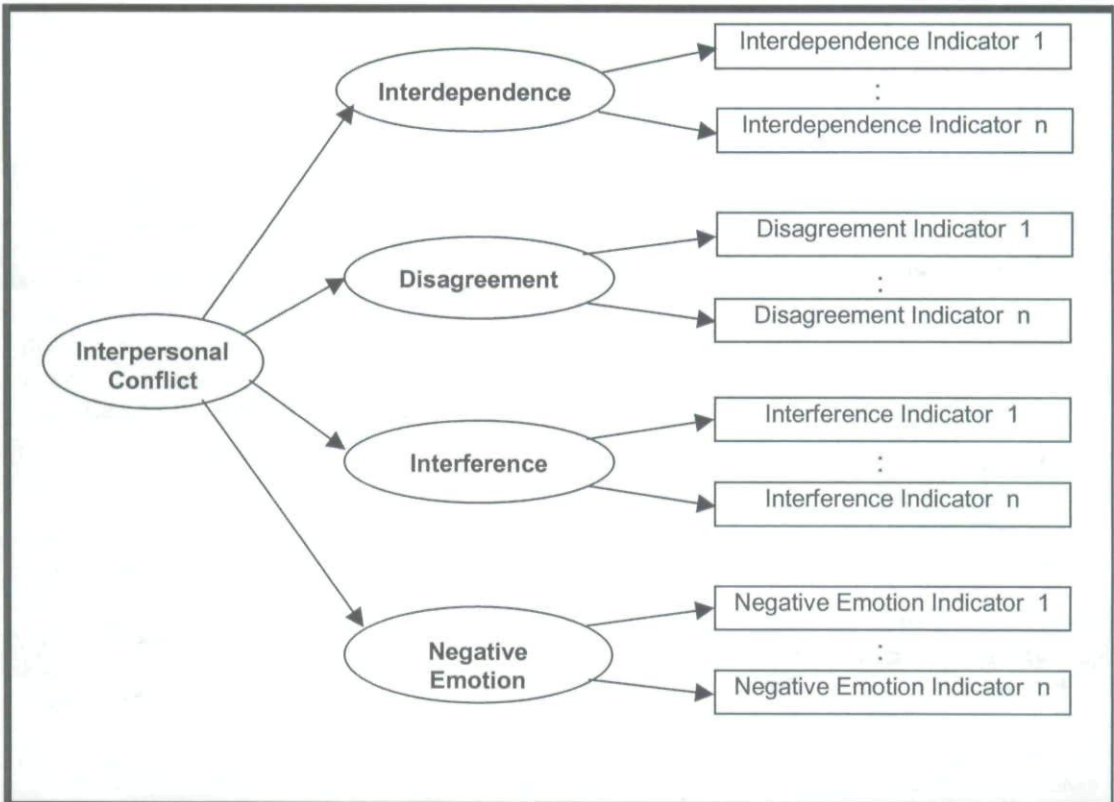 Interdependence Indicator 1
:
Interdependence Indicator n
Interdependence
Disagreement Indicator 1
:
Disagreement Indicator n
Disagreement
Interpersonal
Conflict
Interference Indicator 1
:
Interference Indicator n
Interference
Negative Emotion Indicator 1
:
Negative Emotion Indicator n
Negative
Emotion